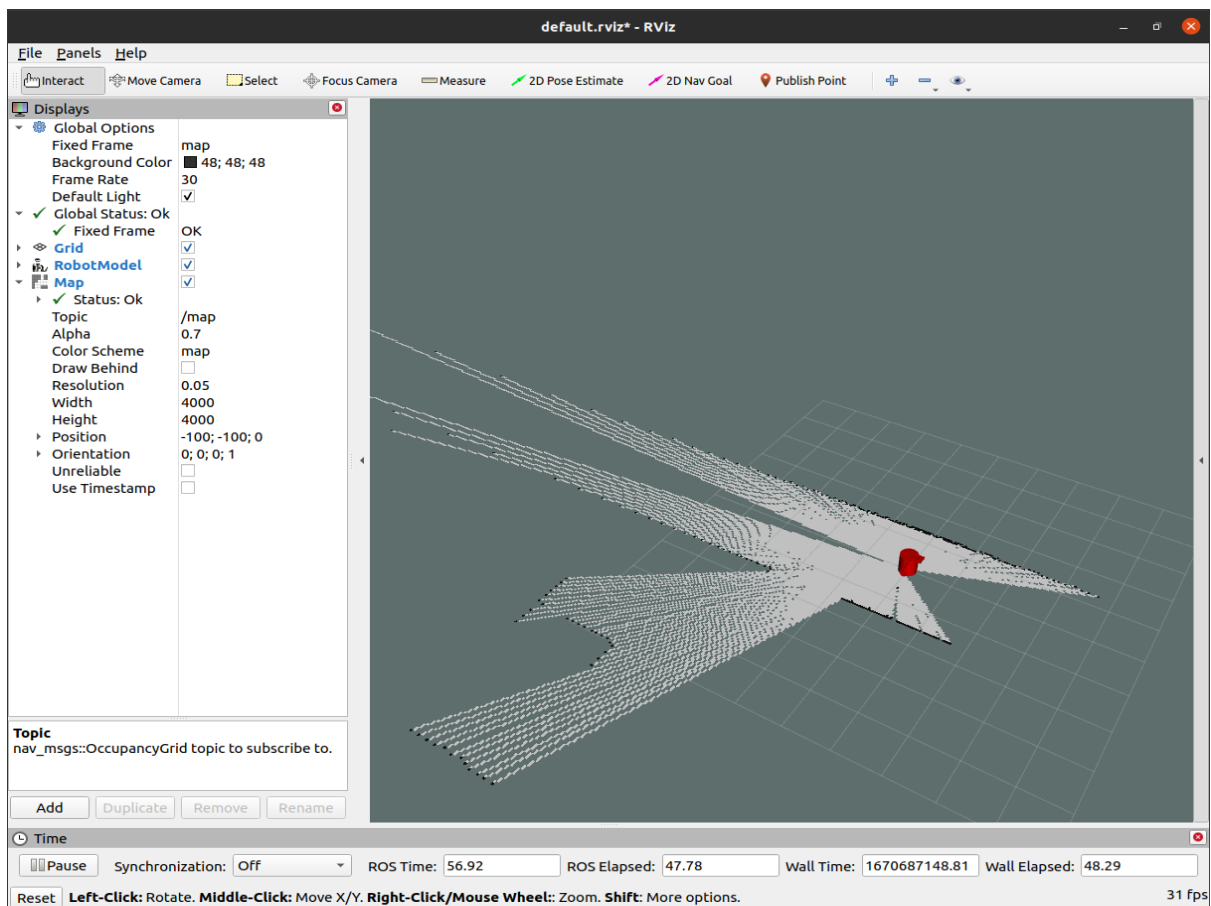 default.rviz* - RViz
File Panels Help
Interact Move Camera Select Focus Camera Measure 2D Pose Estimate 2D Nav Goal Publish Point
Displays
Global Options
Fixed Frame map
Background Color 48; 48; 48
Frame Rate 30
Default Light
Global Status: Ok
Fixed Frame OK
Grid
RobotModel
Map
Status: Ok
Topic /map
Alpha 0.7
Color Scheme map
Draw Behind
Resolution 0.05
Width 4000
Height 4000
Position -100; -100; 0
Orientation 0; 0; 0; 1
Unreliable
Use Timestamp
Topic
nav_msgs::OccupancyGrid topic to subscribe to.
Add Duplicate Remove Rename
Time
Pause Synchronization: Off ROS Time: 56.92 ROS Elapsed: 47.78 Wall Time: 1670687148.81 Wall Elapsed: 48.29
Reset Left-Click: Rotate. Middle-Click: Move X/Y. Right-Click/Mouse Wheel:: Zoom. Shift: More options. 31 fps